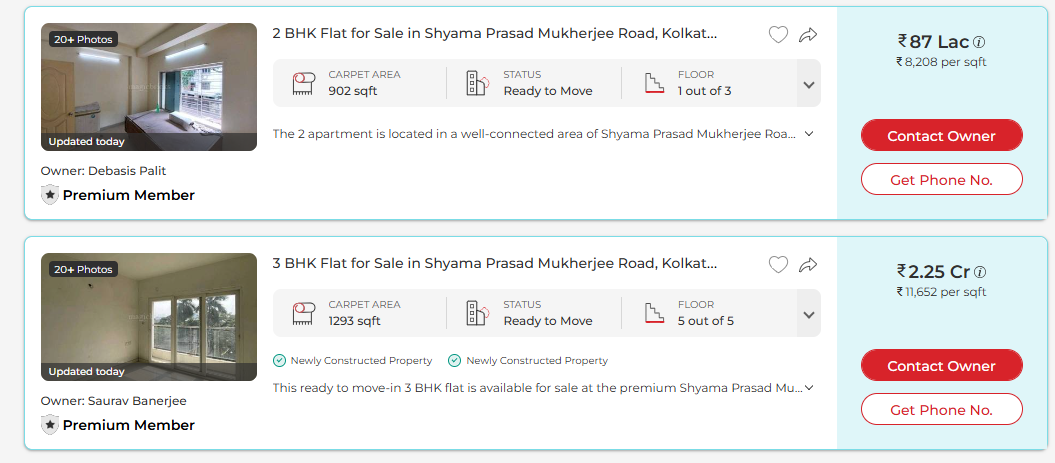 20+ Photos
Updated today
Owner: Debasis Palit
Premium Member
2 BHK Flat for Sale in Shyama Prasad Mukherjee Road, Kolkat...
CARPET AREA
902 sqft
STATUS
Ready to Move
FLOOR
1 out of 3
The 2 apartment is located in a well-connected area of Shyama Prasad Mukherjee Roa...
₹87 Lac
₹8,208 per sqft
Contact Owner
Get Phone No.
20+ Photos
Updated today
Owner: Saurav Banerjee
Premium Member
3 BHK Flat for Sale in Shyama Prasad Mukherjee Road, Kolkat...
CARPET AREA
1293 sqft
STATUS
Ready to Move
FLOOR
5 out of 5
Newly Constructed Property
Newly Constructed Property
This ready to move-in 3 BHK flat is available for sale at the premium Shyama Prasad Mu...
₹2.25 Cr
₹11,652 per sqft
Contact Owner
Get Phone No.